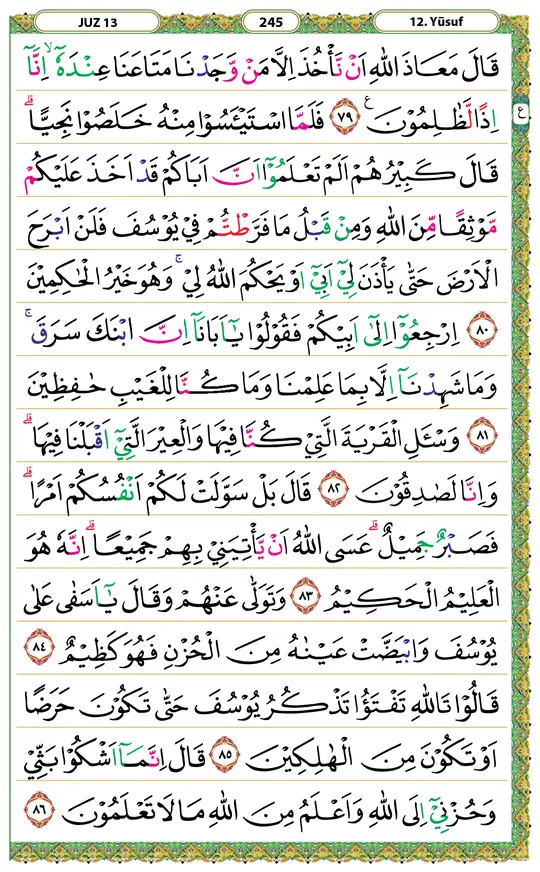 JUZ 13 245 12. Yūsuf
قَالَ مَعَاذَ اللّٰهِ اَنْ نَّأْخُذَ اِلَّا مَنْ وَّجَدْنَا مَتَاعَنَا عِنْدَهٗٓ ۙاِنَّآ
اِذًا لَّظٰلِمُوْنَ ࣖ ٧٩ فَلَمَّا اسْتَيْـَٔسُوْا مِنْهُ خَلَصُوْا نَجِيًّاۗ
ع
قَالَ كَبِيْرُهُمْ اَلَمْ تَعْلَمُوْٓا اَنَّ اَبَاكُمْ قَدْ اَخَذَ عَلَيْكُمْ
مَّوْثِقًا مِّنَ اللّٰهِ وَمِنْ قَبْلُ مَا فَرَّطْتُّمْ فِيْ يُوْسُفَ فَلَنْ اَبْرَحَ
الْاَرْضَ حَتّٰى يَأْذَنَ لِيْٓ اَبِيْٓ اَوْ يَحْكُمَ اللّٰهُ لِيْۚ وَهُوَ خَيْرُ الْحٰكِمِيْنَ
٨٠ اِرْجِعُوْٓا اِلٰٓى اَبِيْكُمْ فَقُوْلُوْا يٰٓاَبَانَآ اِنَّ ابْنَكَ سَرَقَۚ
وَمَا شَهِدْنَآ اِلَّا بِمَا عَلِمْنَا وَمَا كُنَّا لِلْغَيْبِ حٰفِظِيْنَ
٨١ وَسْـَٔلِ الْقَرْيَةَ الَّتِيْ كُنَّا فِيْهَا وَالْعِيْرَ الَّتِيْٓ اَقْبَلْنَا فِيْهَاۗ
وَاِنَّا لَصٰدِقُوْنَ ٨٢ قَالَ بَلْ سَوَّلَتْ لَكُمْ اَنْفُسُكُمْ اَمْرًاۗ
فَصَبْرٌ جَمِيْلٌۗ عَسَى اللّٰهُ اَنْ يَّأْتِيَنِيْ بِهِمْ جَمِيْعًاۗ اِنَّهٗ هُوَ
الْعَلِيْمُ الْحَكِيْمُ ٨٣ وَتَوَلّٰى عَنْهُمْ وَقَالَ يٰٓاَسَفٰى عَلٰى
يُوْسُفَ وَابْيَضَّتْ عَيْنٰهُ مِنَ الْحُزْنِ فَهُوَ كَظِيْمٌ ٨٤
قَالُوْا تَاللّٰهِ تَفْتَؤُا تَذْكُرُ يُوْسُفَ حَتّٰى تَكُوْنَ حَرَضًا
اَوْ تَكُوْنَ مِنَ الْهٰلِكِيْنَ ٨٥ قَالَ اِنَّمَآ اَشْكُوْا بَثِّيْ
وَحُزْنِيْٓ اِلَى اللّٰهِ وَاَعْلَمُ مِنَ اللّٰهِ مَا لَا تَعْلَمُوْنَ ٨٦